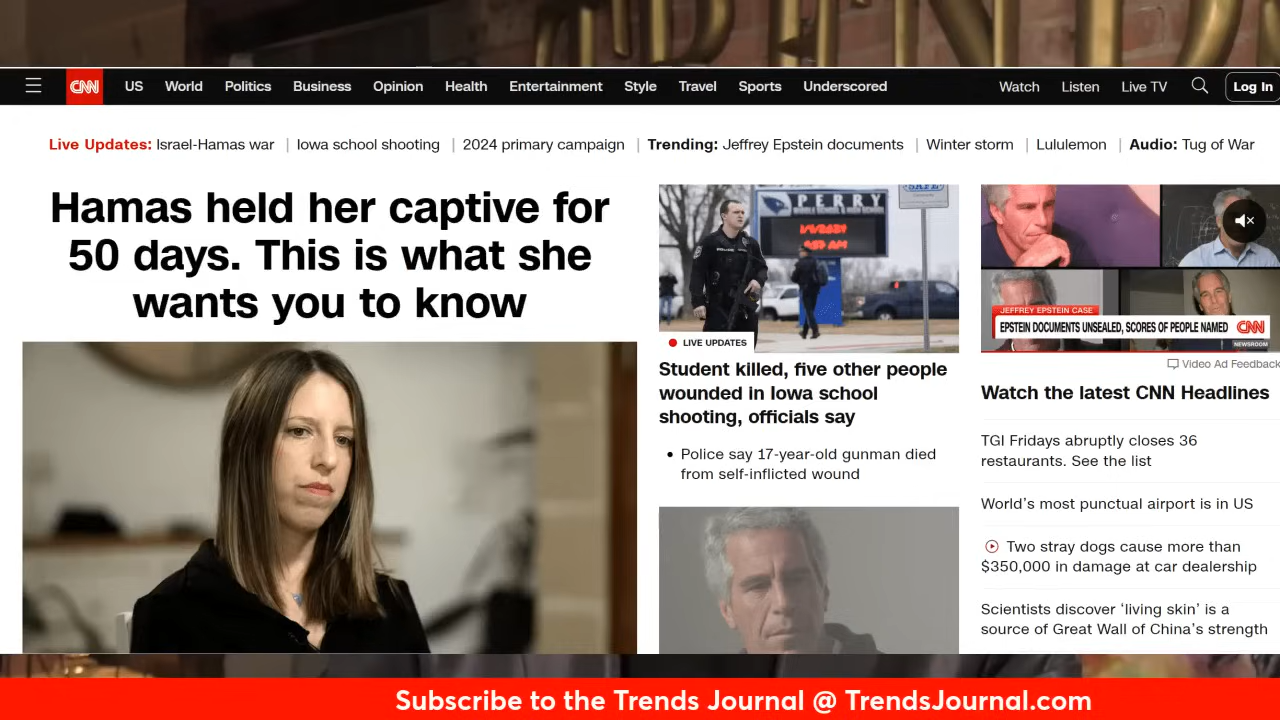 CNN
US World Politics Business Opinion Health Entertainment Style Travel Sports Underscored Watch Listen Live TV Log In
Live Updates: Israel-Hamas war Iowa school shooting 2024 primary campaign Trending: Jeffrey Epstein documents Winter storm Lululemon Audio: Tug of War
Hamas held her captive for
50 days. This is what she
wants you to know
PERRY
LIVE UPDATES
Student killed, five other people
wounded in Iowa school
shooting, officials say
• Police say 17-year-old gunman died
from self-inflicted wound
JEFFREY EPSTEIN CASE
EPSTEIN DOCUMENTS UNSEALED, SCORES OF PEOPLE NAMED CNN
NEWSROOM
Video Ad Feedback
Watch the latest CNN Headlines
TGI Fridays abruptly closes 36
restaurants. See the list
World's most punctual airport is in US
Two stray dogs cause more than
$350,000 in damage at car dealership
Scientists discover ‘living skin’ is a
source of Great Wall of China’s strength
Subscribe to the Trends Journal @ TrendsJournal.com